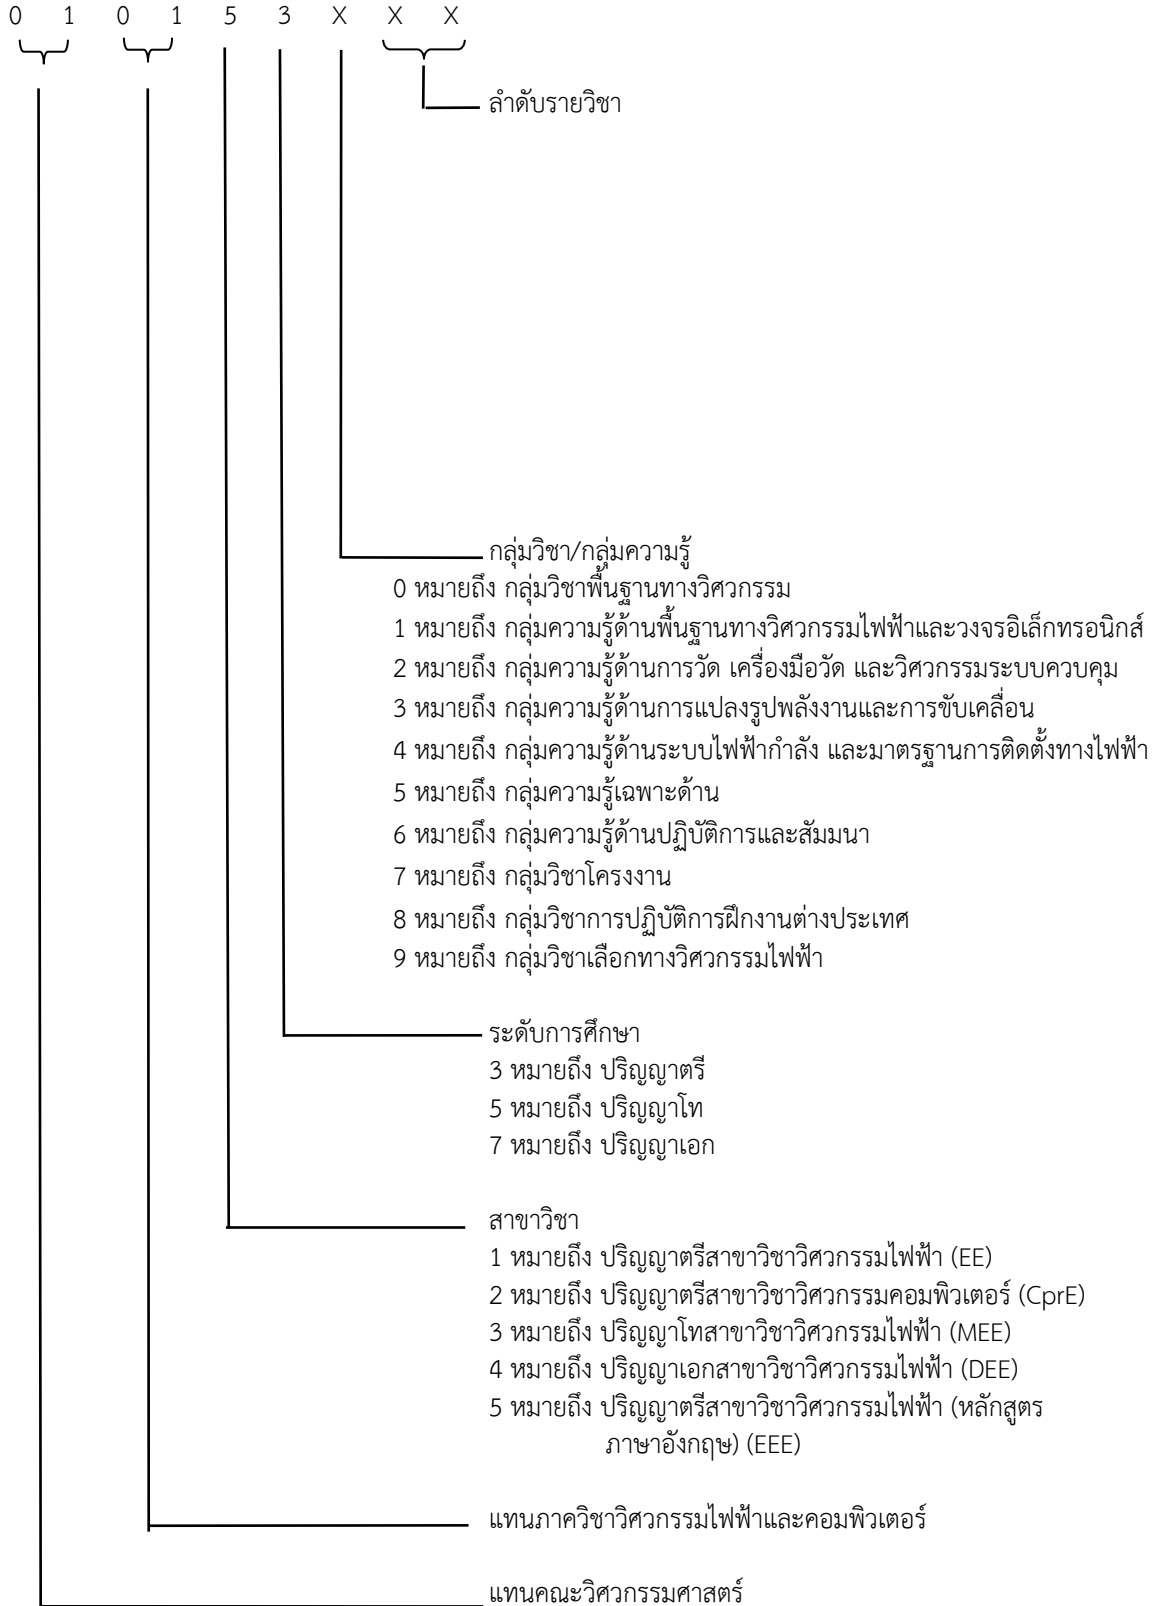 0 1 0 1 5 3 X X X
ลำดับรายวิชา
กลุ่มวิชา/กลุ่มความรู้
0 หมายถึง กลุ่มวิชาพื้นฐานทางวิศวกรรม
1 หมายถึง กลุ่มความรู้ด้านพื้นฐานทางวิศวกรรมไฟฟ้าและวงจรอิเล็กทรอนิกส์
2 หมายถึง กลุ่มความรู้ด้านการวัด เครื่องมือวัด และวิศวกรรมระบบควบคุม
3 หมายถึง กลุ่มความรู้ด้านการแปลงรูปพลังงานและการขับเคลื่อน
4 หมายถึง กลุ่มความรู้ด้านระบบไฟฟ้ากำลัง และมาตรฐานการติดตั้งทางไฟฟ้า
5 หมายถึง กลุ่มความรู้เฉพาะด้าน
6 หมายถึง กลุ่มความรู้ด้านปฏิบัติการและสัมมนา
7 หมายถึง กลุ่มวิชาโครงงาน
8 หมายถึง กลุ่มวิชาการปฏิบัติการฝึกงานต่างประเทศ
9 หมายถึง กลุ่มวิชาเลือกทางวิศวกรรมไฟฟ้า
ระดับการศึกษา
3 หมายถึง ปริญญาตรี
5 หมายถึง ปริญญาโท
7 หมายถึง ปริญญาเอก
สาขาวิชา
1 หมายถึง ปริญญาตรีสาขาวิชาวิศวกรรมไฟฟ้า (EE)
2 หมายถึง ปริญญาตรีสาขาวิชาวิศวกรรมคอมพิวเตอร์ (CprE)
3 หมายถึง ปริญญาโทสาขาวิชาวิศวกรรมไฟฟ้า (MEE)
4 หมายถึง ปริญญาเอกสาขาวิชาวิศวกรรมไฟฟ้า (DEE)
5 หมายถึง ปริญญาตรีสาขาวิชาวิศวกรรมไฟฟ้า (หลักสูตร
ภาษาอังกฤษ) (EEE)
แทนภาควิชาวิศวกรรมไฟฟ้าและคอมพิวเตอร์
แทนคณะวิศวกรรมศาสตร์